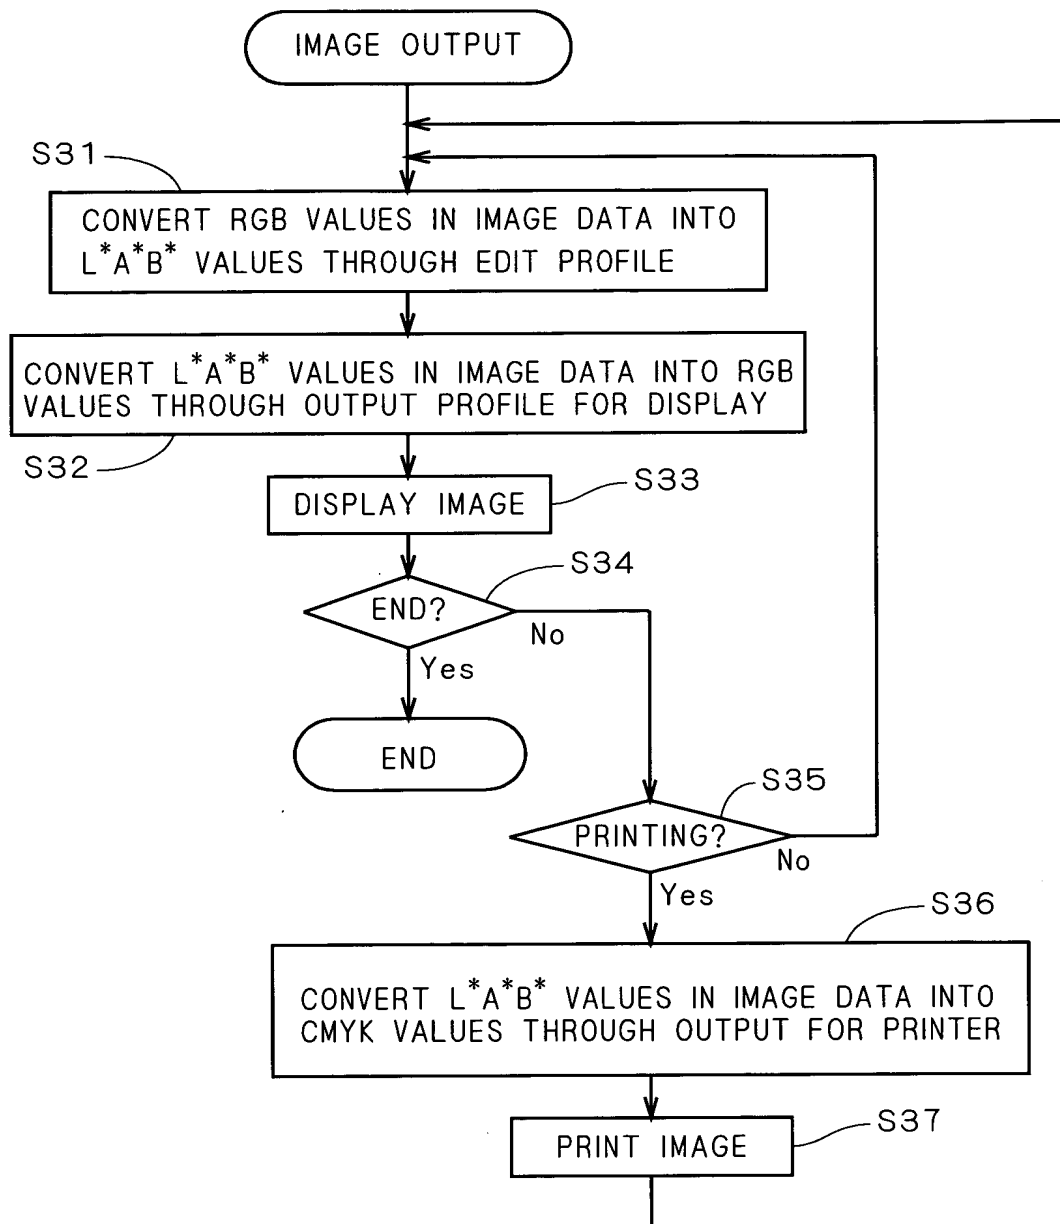 IMAGE OUTPUT
S31
CONVERT RGB VALUES IN IMAGE DATA INTO
L*A*B* VALUES THROUGH EDIT PROFILE
CONVERT L*A*B* VALUES IN IMAGE DATA INTO RGB
VALUES THROUGH OUTPUT PROFILE FOR DISPLAY
S32
S33
DISPLAY IMAGE
S34
END?
No
Yes
END
S35
PRINTING?
No
Yes
S36
CONVERT L*A*B* VALUES IN IMAGE DATA INTO
CMYK VALUES THROUGH OUTPUT FOR PRINTER
S37
PRINT IMAGE